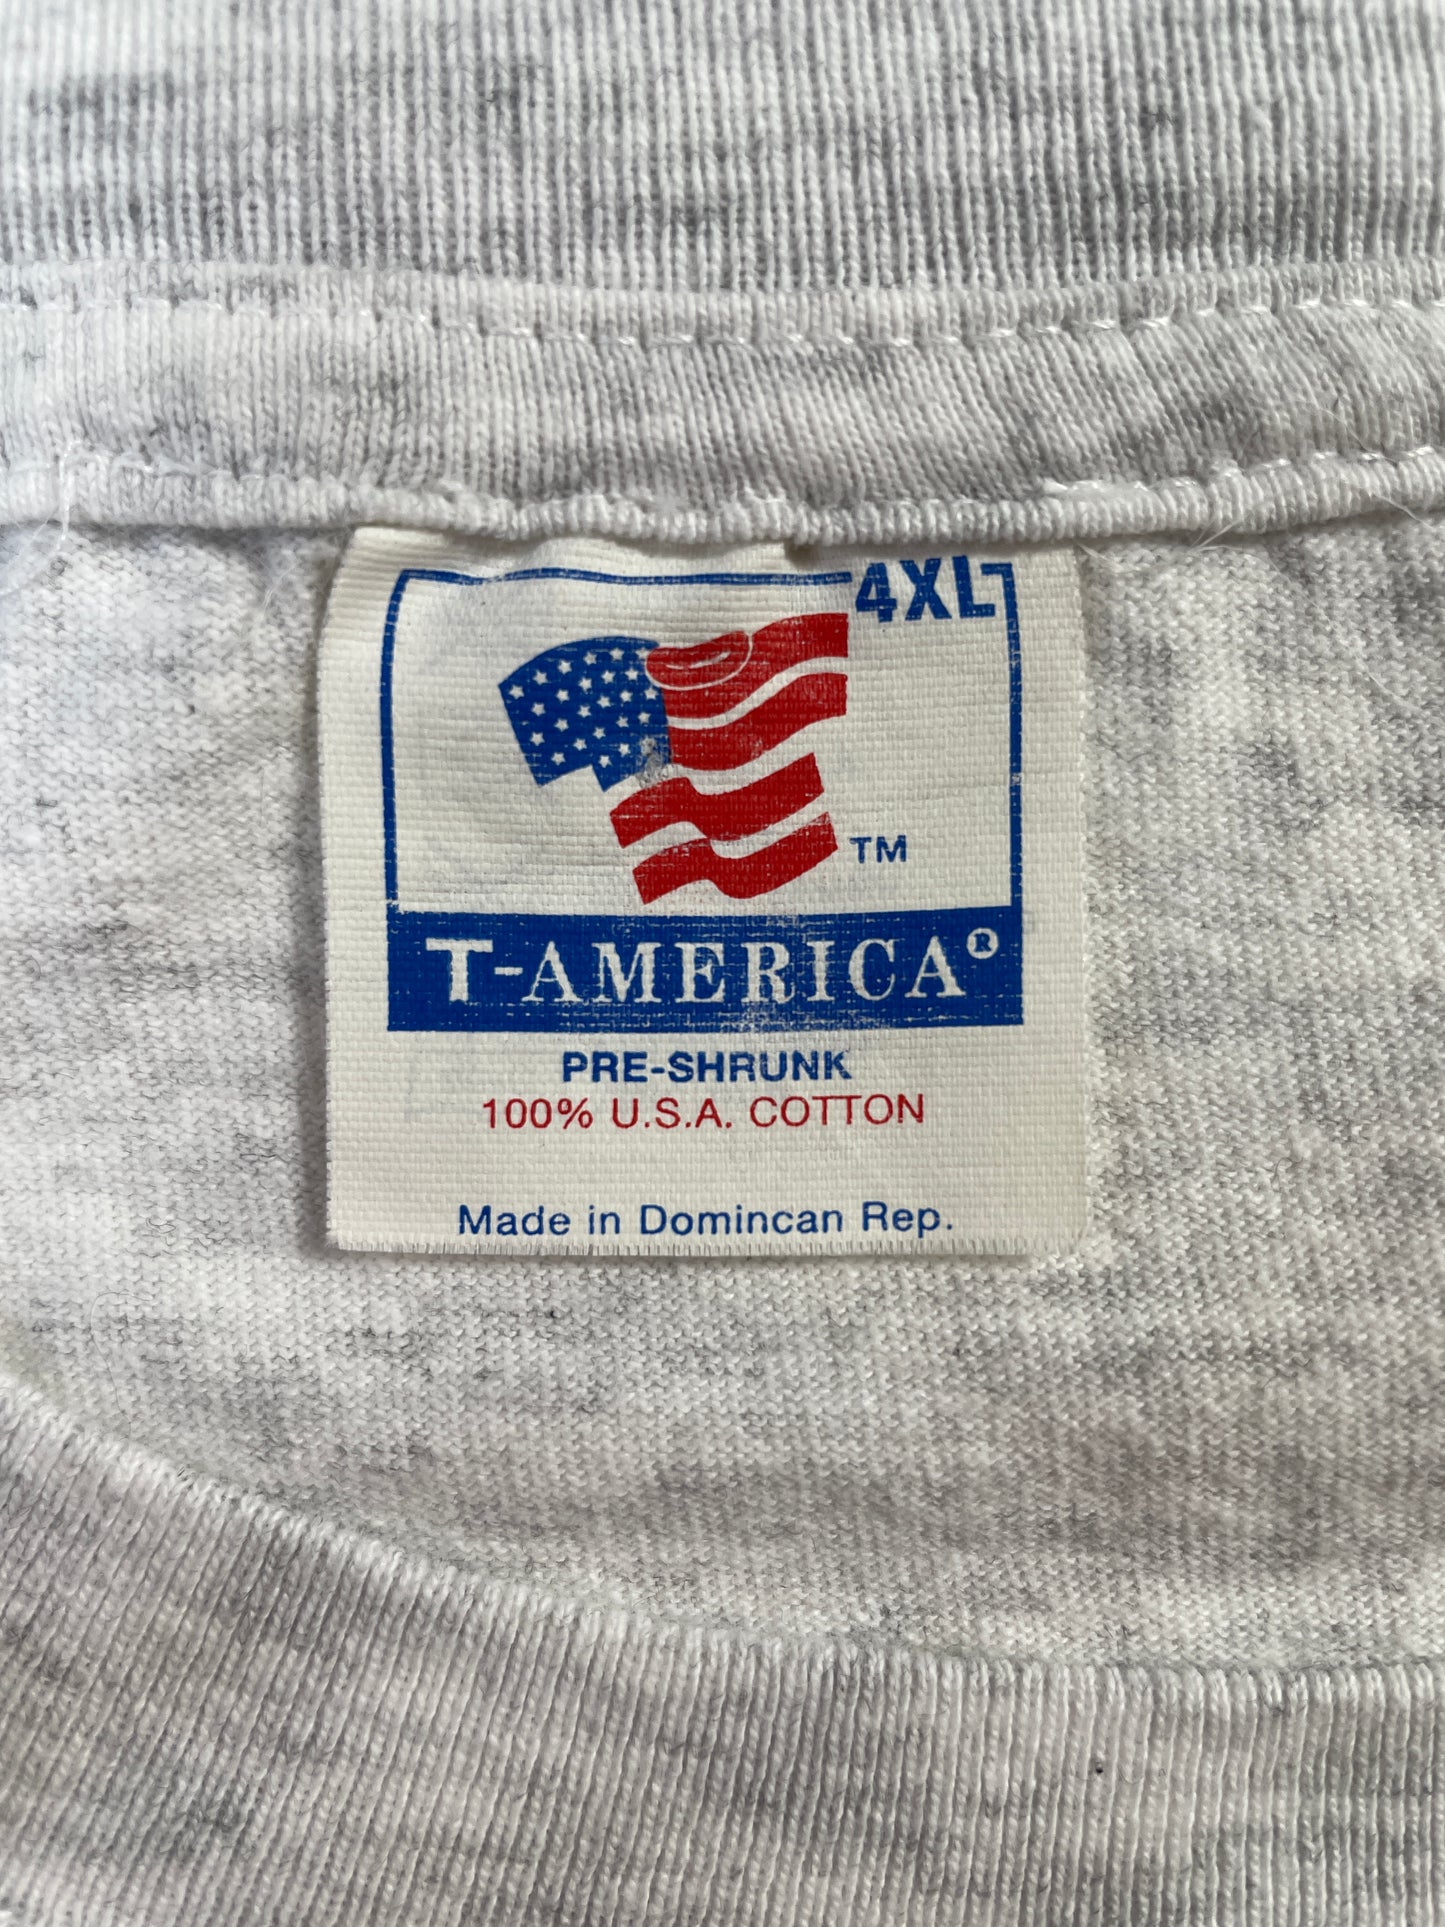 4XL
TM
T-AMERICA®
PRE-SHRUNK
100% U.S.A. COTTON
Made in Domincan Rep.